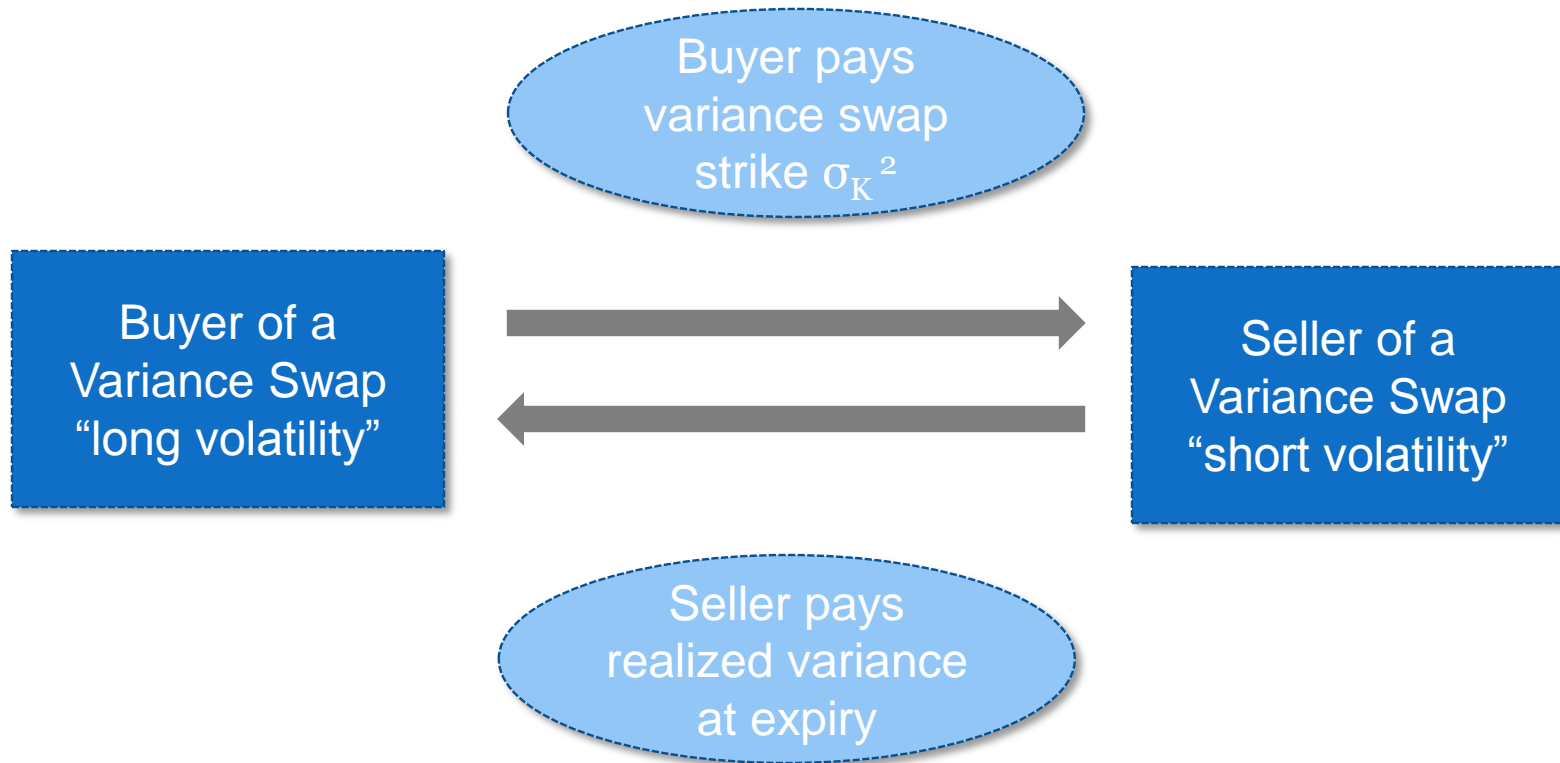 Buyer pays
variance swap
strike σ_K²
Buyer of a
Variance Swap
“long volatility”
Seller of a
Variance Swap
“short volatility”
Seller pays
realized variance
at expiry